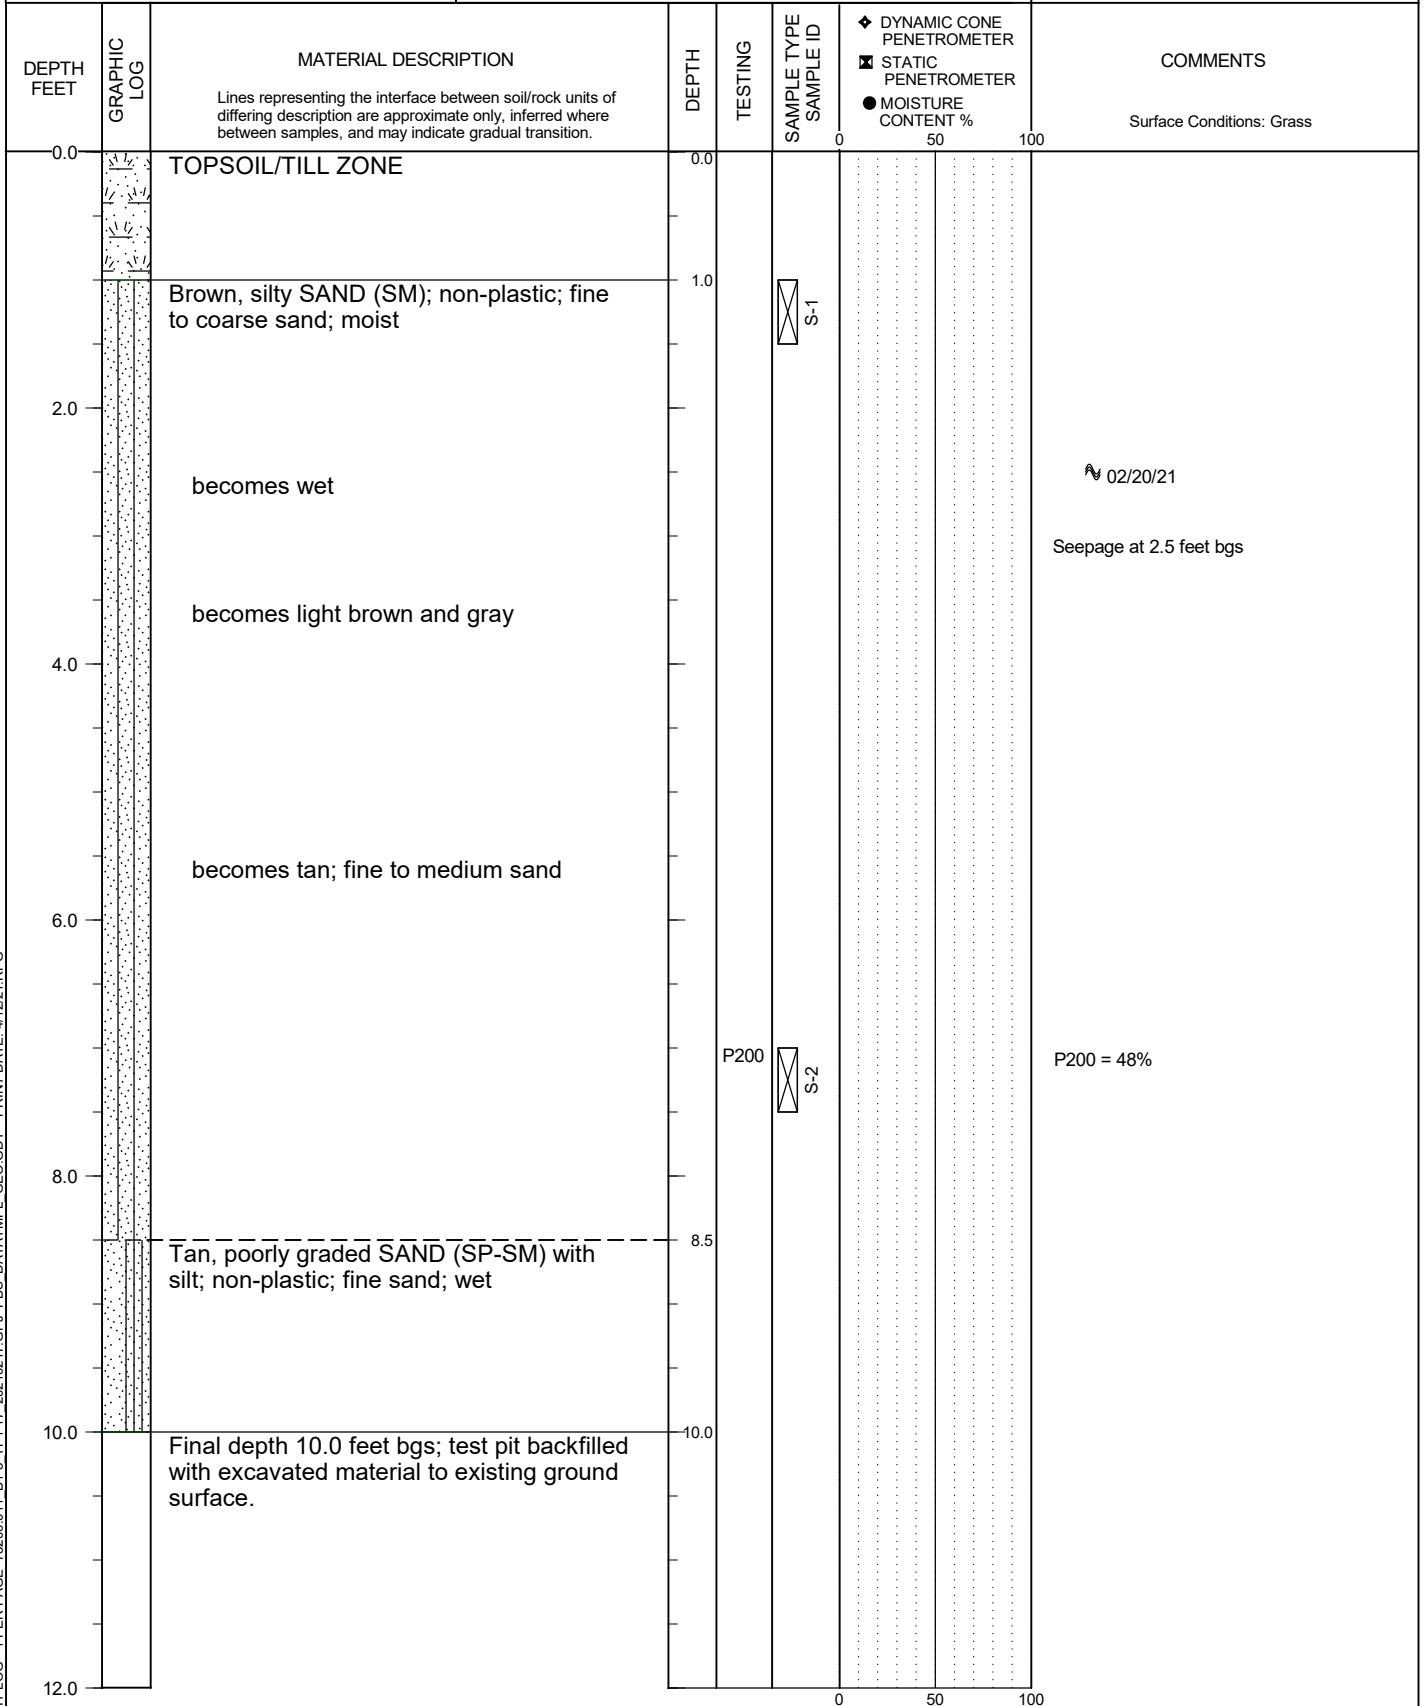 DEPTH
FEET
GRAPHIC
LOG
MATERIAL DESCRIPTION
Lines representing the interface between soil/rock units of
differing description are approximate only, inferred where
between samples, and may indicate gradual transition.
DEPTH
TESTING
SAMPLE TYPE
SAMPLE ID
DYNAMIC CONE
PENETROMETER
STATIC
PENETROMETER
MOISTURE
CONTENT %
0 50 100
COMMENTS
Surface Conditions: Grass
0.0
TOPSOIL/TILL ZONE
0.0
1.0
Brown, silty SAND (SM); non-plastic; fine
to coarse sand; moist
S-1
2.0
becomes wet
02/20/21
Seepage at 2.5 feet bgs
becomes light brown and gray
4.0
becomes tan; fine to medium sand
6.0
P200
S-2
P200 = 48%
8.0
8.5
Tan, poorly graded SAND (SP-SM) with
silt; non-plastic; fine sand; wet
10.0
10.0
Final depth 10.0 feet bgs; test pit backfilled
with excavated material to existing ground
surface.
12.0
0 50 100